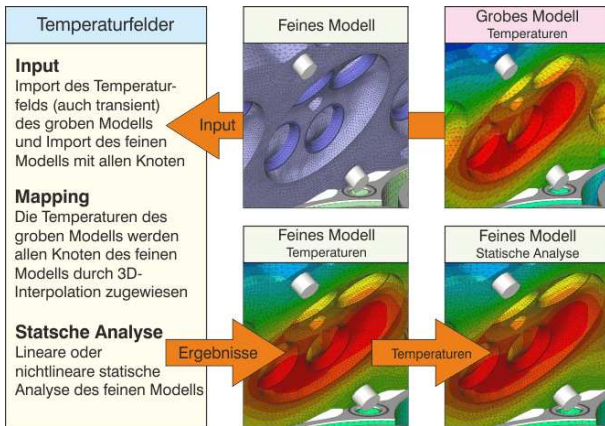 Temperaturfelder
Input
Import des Temperatur-
felds (auch transient)
des groben Modells
und Import des feinen
Modells mit allen Knoten
Mapping
Die Temperaturen des
groben Modells werden
allen Knoten des feinen
Modells durch 3D-
Interpolation zugewiesen
Statsche Analyse
Lineare oder
nichtlineare statische
Analyse des feinen Modells
Feines Modell
Grobes Modell
Temperaturen
Input
Feines Modell
Temperaturen
Feines Modell
Statische Analyse
Ergebnisse
Temperaturen